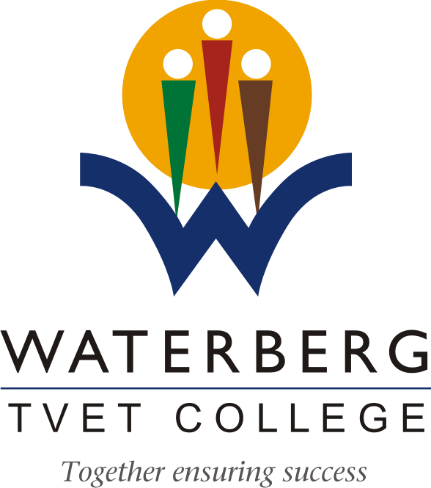 WATERBERG
TVET COLLEGE
Together ensuring success